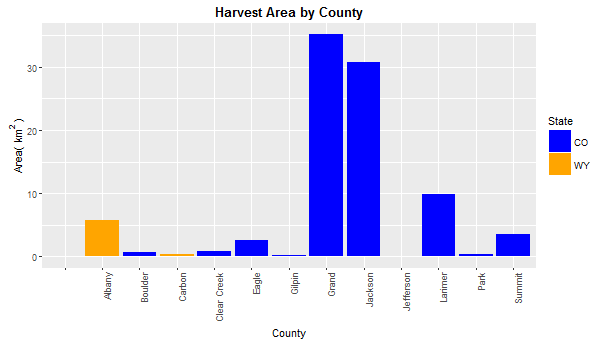 Harvest Area by County
Area( km²)
30
20
10
0
Albany
Boulder
Carbon
Clear Creek
Eagle
Gilpin
Grand
Jackson
Jefferson
Larimer
Park
Summit
County
State
CO
WY